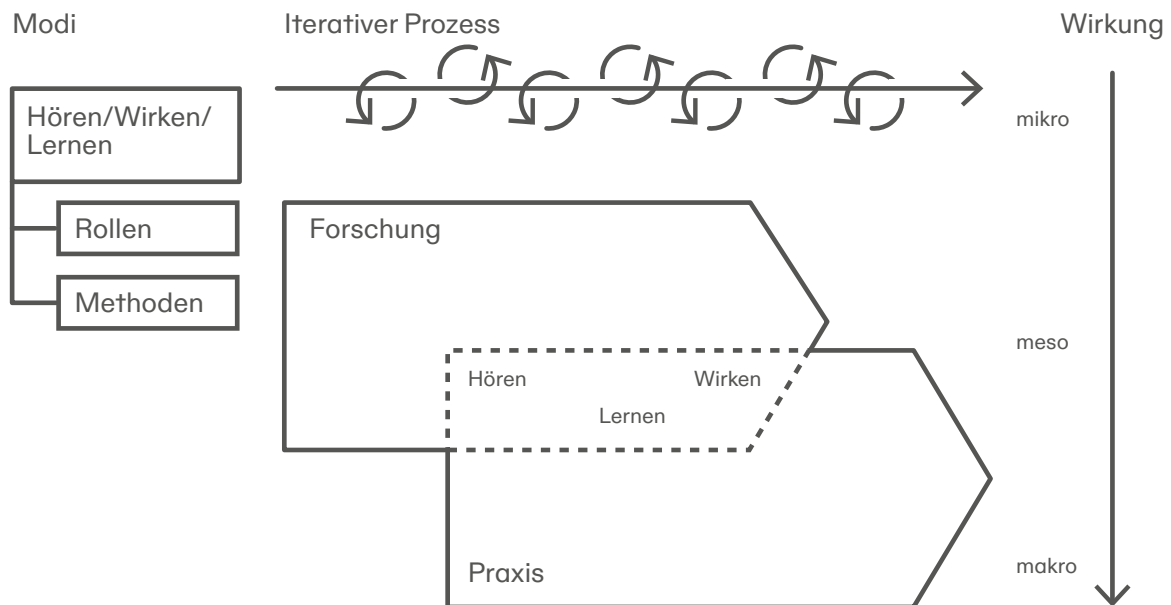 Modi
Iterativer Prozess
Wirkung
Hören/Wirken/
Lernen
mikro
Rollen
Forschung
Methoden
meso
Hören
Wirken
Lernen
Praxis
makro